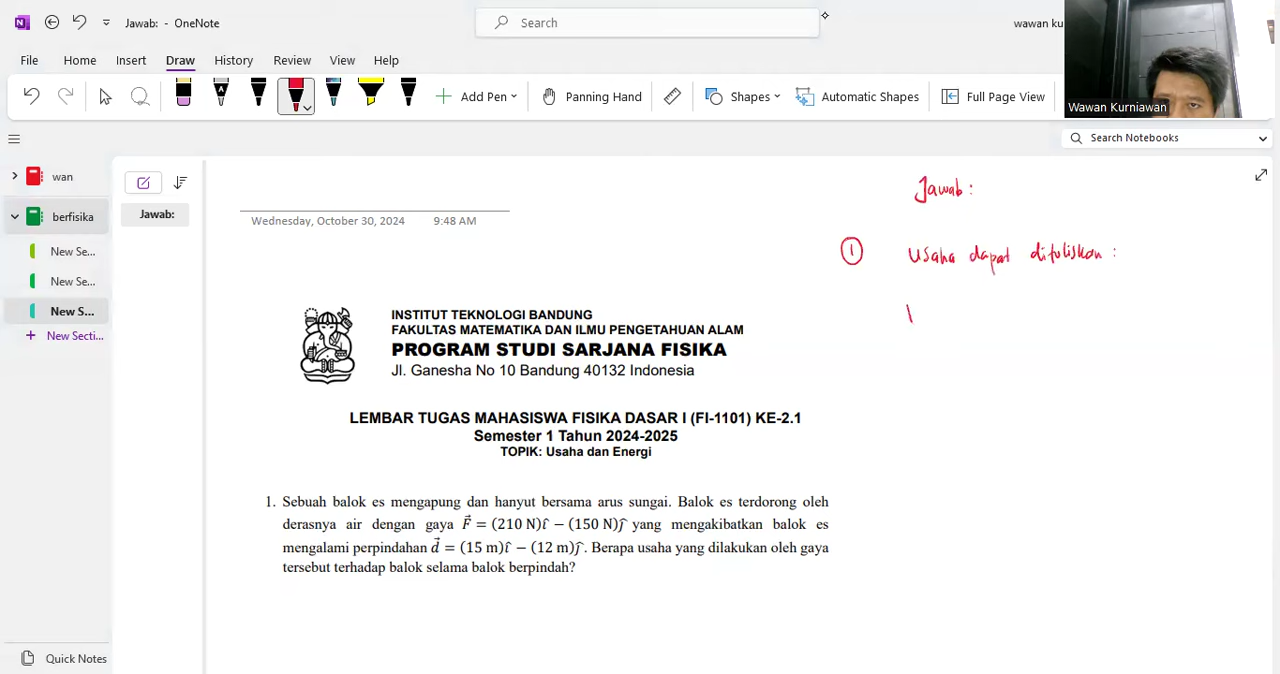 Jawab: - OneNote
Search
wawan ku
File Home Insert Draw History Review View Help
Add Pen
Panning Hand
Shapes
Automatic Shapes
Full Page View
Wawan Kurniawan
Search Notebooks
wan
berfisika
New Se...
New Se...
New S...
+ New Secti...
Quick Notes
Jawab:
Wednesday, October 30, 2024 9:48 AM
INSTITUT TEKNOLOGI BANDUNG
FAKULTAS MATEMATIKA DAN ILMU PENGETAHUAN ALAM
PROGRAM STUDI SARJANA FISIKA
Jl. Ganesha No 10 Bandung 40132 Indonesia
LEMBAR TUGAS MAHASISWA FISIKA DASAR I (FI-1101) KE-2.1
Semester 1 Tahun 2024-2025
TOPIK: Usaha dan Energi
1. Sebuah balok es mengapung dan hanyut bersama arus sungai. Balok es terdorong oleh
derasnya air dengan gaya F⃗ = (210 N)î − (150 N)ĵ yang mengakibatkan balok es
mengalami perpindahan d⃗ = (15 m)î − (12 m)ĵ. Berapa usaha yang dilakukan oleh gaya
tersebut terhadap balok selama balok berpindah?
Jawab:
1 Usaha dapat dituliskan :